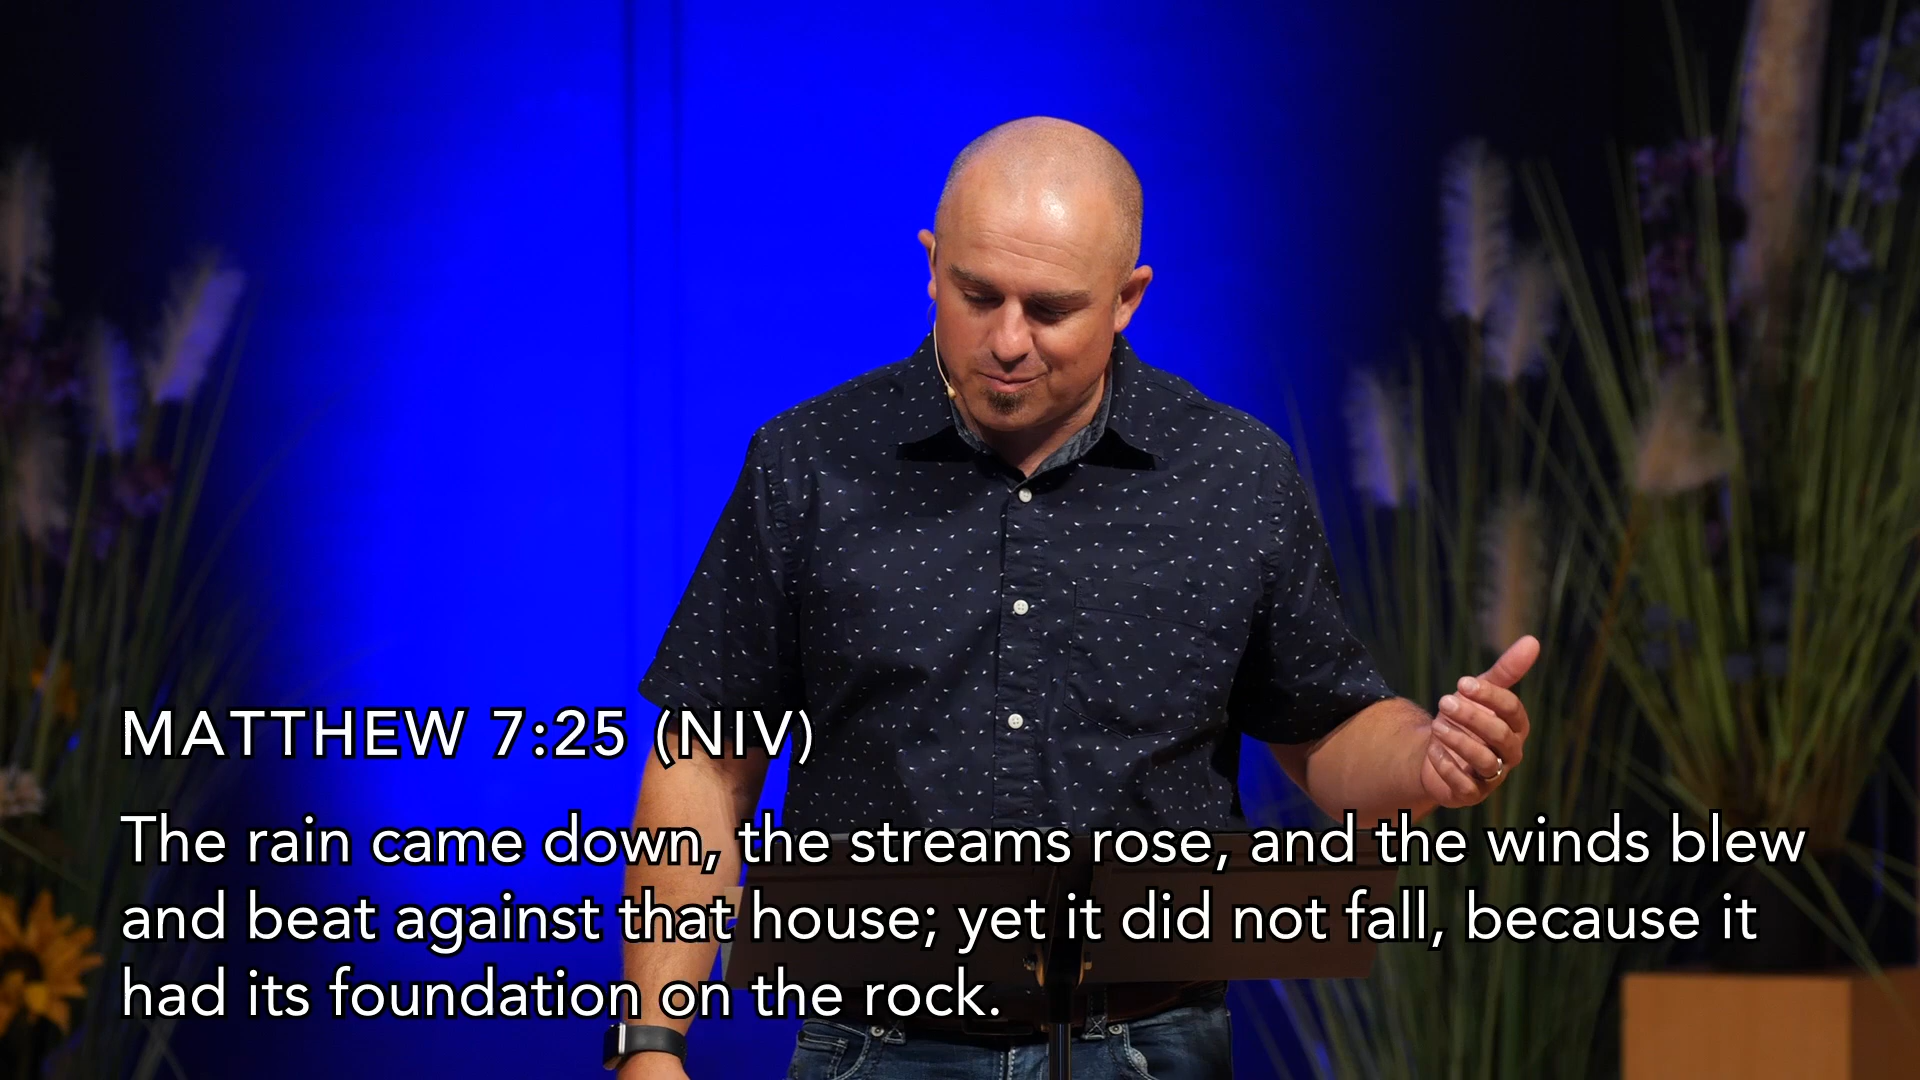 MATTHEW 7:25 (NIV)
The rain came down, the streams rose, and the winds blew
and beat against that house; yet it did not fall, because it
had its foundation on the rock.